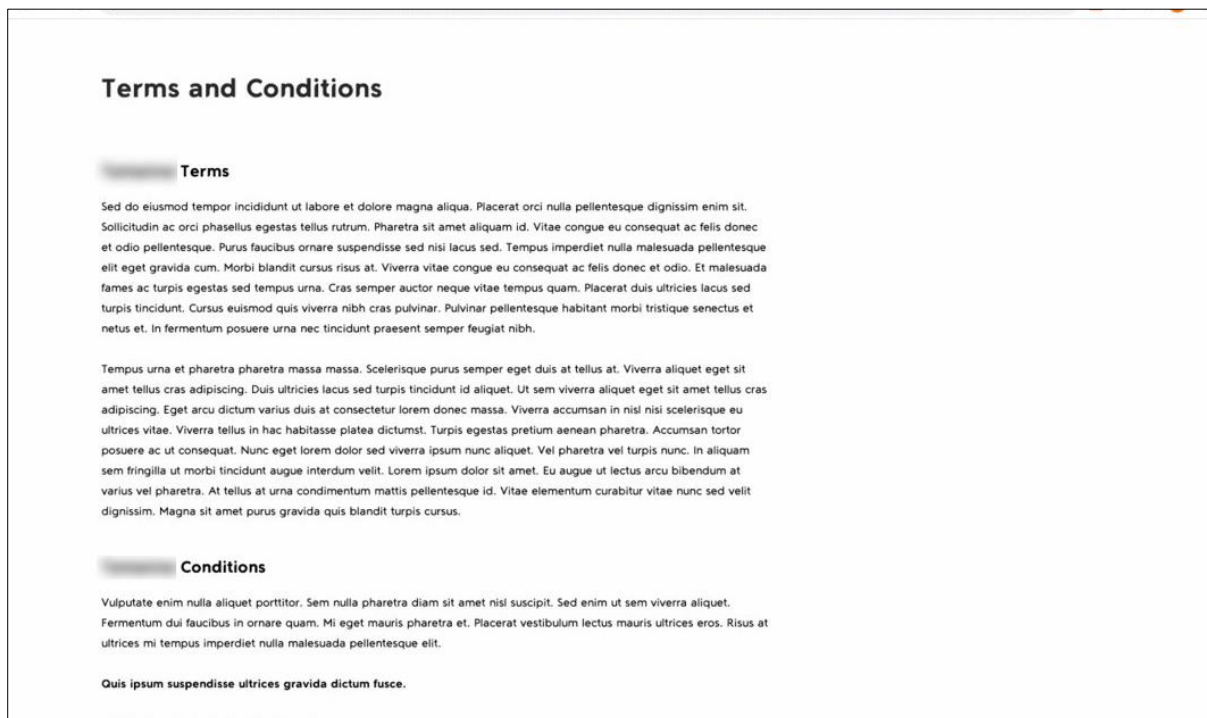 Terms and Conditions
Terms
Sed do eiusmod tempor incididunt ut labore et dolore magna aliqua. Placerat orci nulla pellentesque dignissim enim sit.
Sollicitudin ac orci phasellus egestas tellus rutrum. Pharetra sit amet aliquam id. Vitae congue eu consequat ac felis donec
et odio pellentesque. Purus faucibus ornare suspendisse sed nisi lacus sed. Tempus imperdiet nulla malesuada pellentesque
elit eget gravida cum. Morbi blandit cursus risus at. Viverra vitae congue eu consequat ac felis donec et odio. Et malesuada
fames ac turpis egestas sed tempus urna. Cras semper auctor neque vitae tempus quam. Placerat duis ultricies lacus sed
turpis tincidunt. Cursus euismod quis viverra nibh cras pulvinar. Pulvinar pellentesque habitant morbi tristique senectus et
netus et. In fermentum posuere urna nec tincidunt praesent semper feugiat nibh.
Tempus urna et pharetra pharetra massa massa. Scelerisque purus semper eget duis at tellus at. Viverra aliquet eget sit
amet tellus cras adipiscing. Duis ultricies lacus sed turpis tincidunt id aliquet. Ut sem viverra aliquet eget sit amet tellus cras
adipiscing. Eget arcu dictum varius duis at consectetur lorem donec massa. Viverra accumsan in nisl nisi scelerisque eu
ultrices vitae. Viverra tellus in hac habitasse platea dictumst. Turpis egestas pretium aenean pharetra. Accumsan tortor
posuere ac ut consequat. Nunc eget lorem dolor sed viverra ipsum nunc aliquet. Vel pharetra vel turpis nunc. In aliquam
sem fringilla ut morbi tincidunt augue interdum velit. Lorem ipsum dolor sit amet. Eu augue ut lectus arcu bibendum at
varius vel pharetra. At tellus at urna condimentum mattis pellentesque id. Vitae elementum curabitur vitae nunc sed velit
dignissim. Magna sit amet purus gravida quis blandit turpis cursus.
Conditions
Vulputate enim nulla aliquet porttitor. Sem nulla pharetra diam sit amet nisl suscipit. Sed enim ut sem viverra aliquet.
Fermentum dui faucibus in ornare quam. Mi eget mauris pharetra et. Placerat vestibulum lectus mauris ultrices eros. Risus at
ultrices mi tempus imperdiet nulla malesuada pellentesque elit.
Quis ipsum suspendisse ultrices gravida dictum fusce.